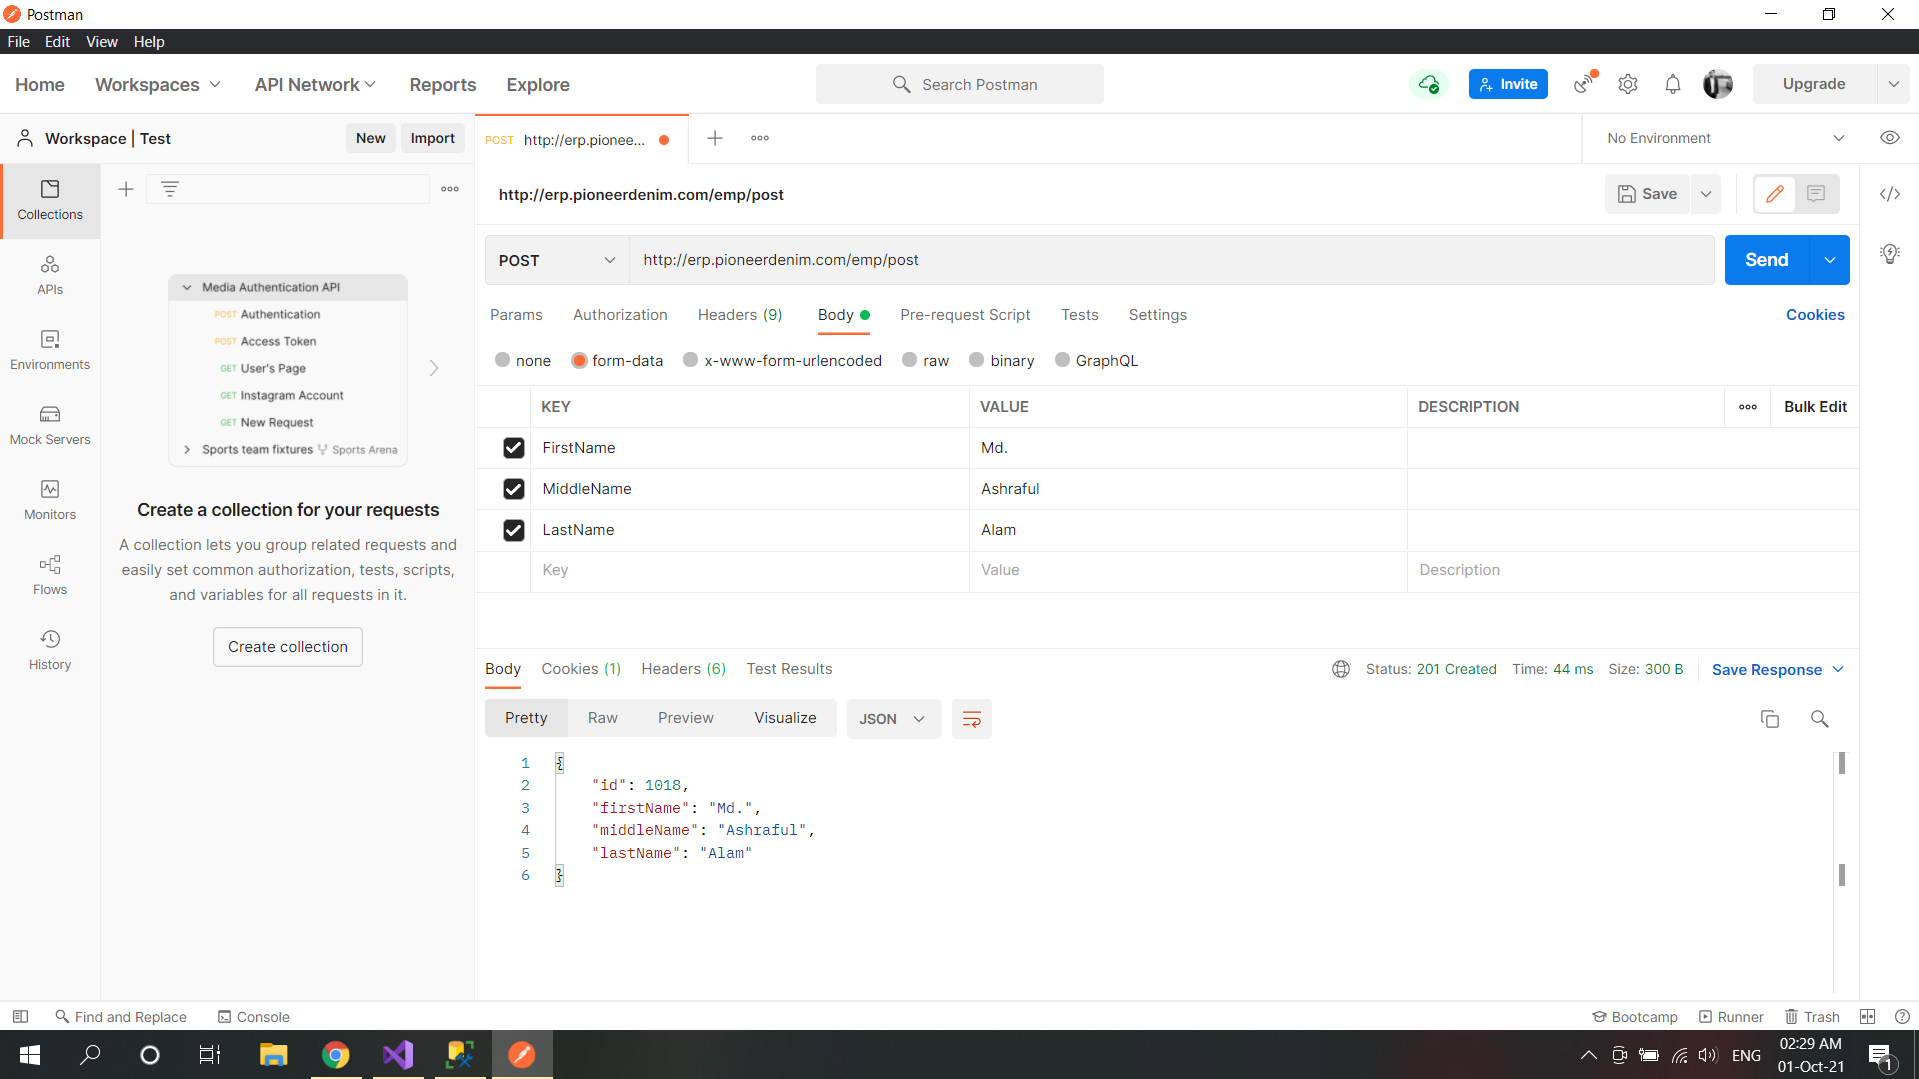 Postman
File Edit View Help
Home Workspaces API Network Reports Explore Search Postman Invite Upgrade
Workspace | Test New Import POST http://erp.pionee... No Environment
Collections
APIs
Environments
Mock Servers
Monitors
Flows
History
Media Authentication API
POST Authentication
POST Access Token
GET User's Page
GET Instagram Account
GET New Request
Sports team fixtures Sports Arena
Create a collection for your requests
A collection lets you group related requests and
easily set common authorization, tests, scripts,
and variables for all requests in it.
Create collection
http://erp.pioneerdenim.com/emp/post Save
POST http://erp.pioneerdenim.com/emp/post Send
Params Authorization Headers (9) Body Pre-request Script Tests Settings Cookies
none form-data x-www-form-urlencoded raw binary GraphQL
KEY VALUE DESCRIPTION Bulk Edit
FirstName Md.
MiddleName Ashraful
LastName Alam
Key Value Description
Body Cookies (1) Headers (6) Test Results Status: 201 Created Time: 44 ms Size: 300 B Save Response
Pretty Raw Preview Visualize JSON
1 {
2 "id": 1018,
3 "firstName": "Md.",
4 "middleName": "Ashraful",
5 "lastName": "Alam"
6 }
Find and Replace Console Bootcamp Runner Trash
ENG 02:29 AM
01-Oct-21 1